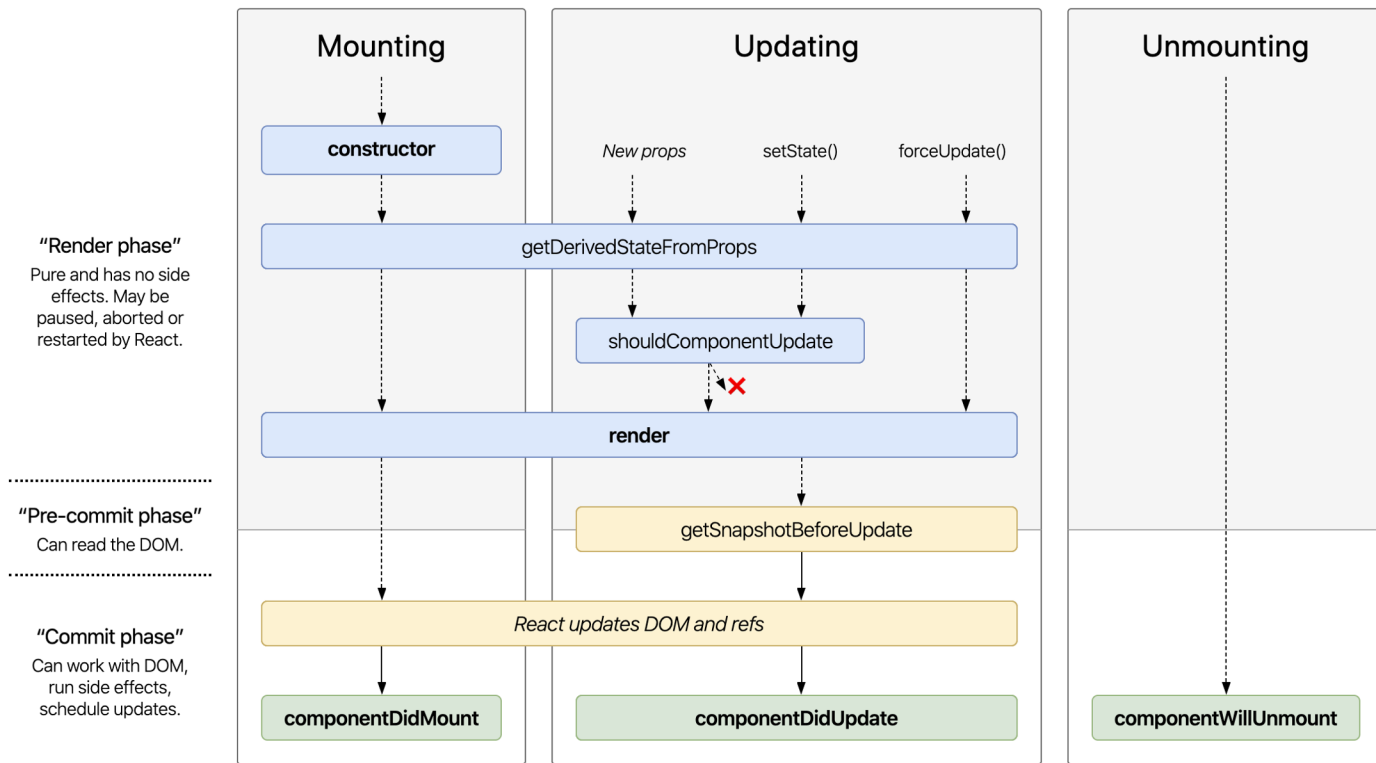 Mounting
Updating
Unmounting
constructor
New props
setState()
forceUpdate()
“Render phase”
Pure and has no side
effects. May be
paused, aborted or
restarted by React.
getDerivedStateFromProps
shouldComponentUpdate
render
“Pre-commit phase”
Can read the DOM.
getSnapshotBeforeUpdate
React updates DOM and refs
“Commit phase”
Can work with DOM,
run side effects,
schedule updates.
componentDidMount
componentDidUpdate
componentWillUnmount